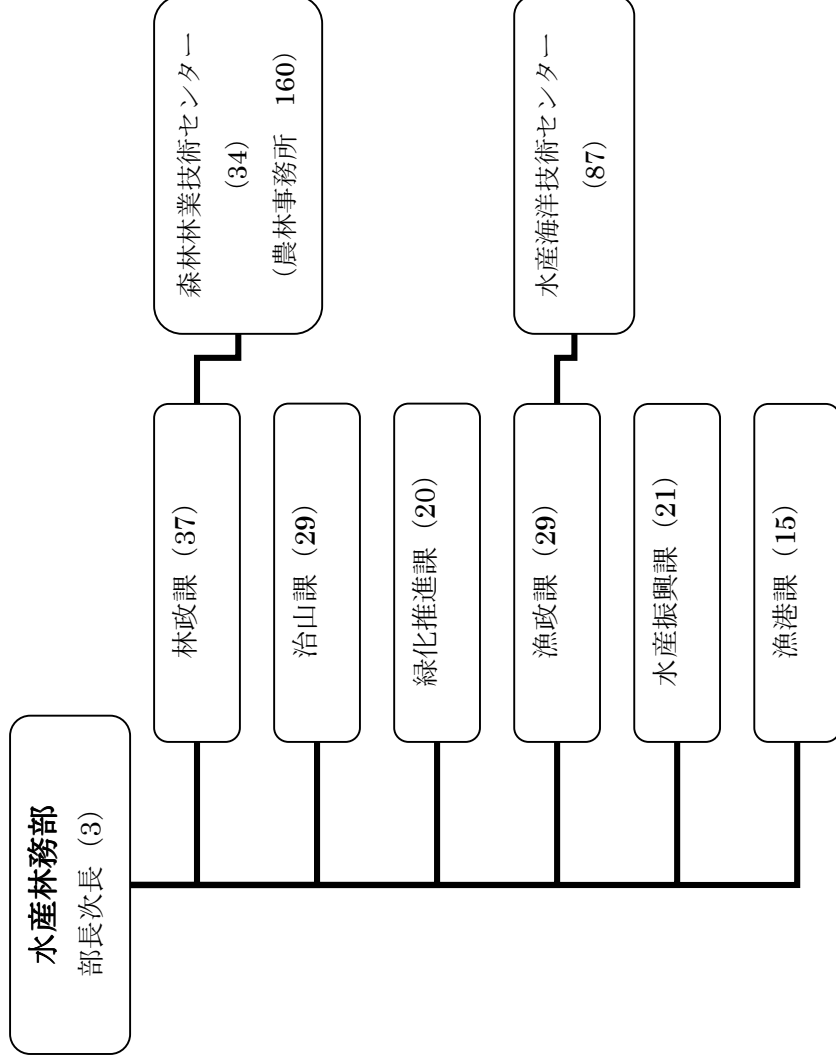 水産林務部
部長次長（3）
林政課（37）
森林林業技術センター
（34）
（農林事務所　160）
治山課（29）
緑化推進課（20）
漁政課（29）
水産海洋技術センター
（87）
水産振興課（21）
漁港課（15）